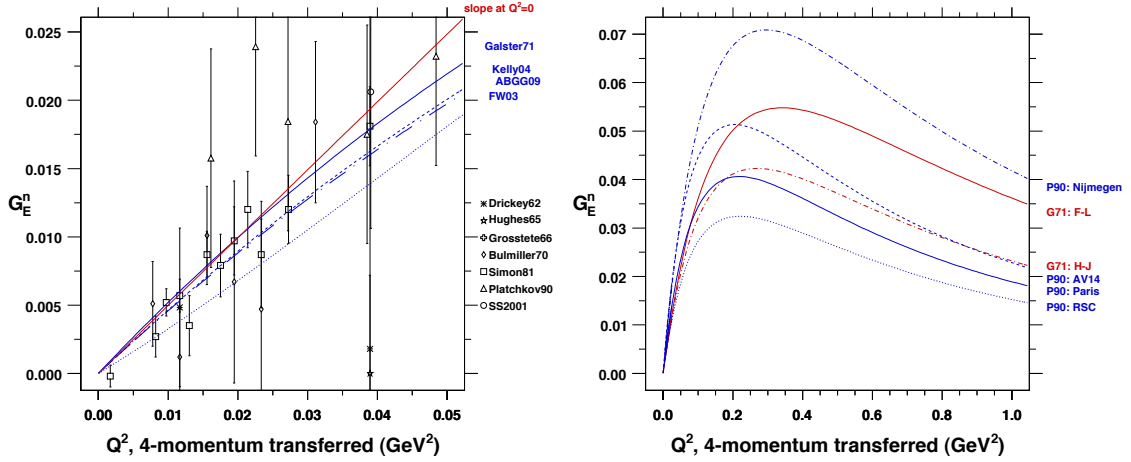 slope at Q²=0
0.025
0.020
0.015
0.010
0.005
0.000
G_E^n
Galster71
Kelly04
ABGG09
FW03
Drickey62
Hughes65
Grosstete66
Bulmiller70
Simon81
Platchkov90
SS2001
0.00 0.01 0.02 0.03 0.04 0.05
Q², 4-momentum transferred (GeV²)
0.07
0.06
0.05
0.04
0.03
0.02
0.01
0.00
G_E^n
P90: Nijmegen
G71: F-L
G71: H-J
P90: AV14
P90: Paris
P90: RSC
0.0 0.2 0.4 0.6 0.8 1.0
Q², 4-momentum transferred (GeV²)